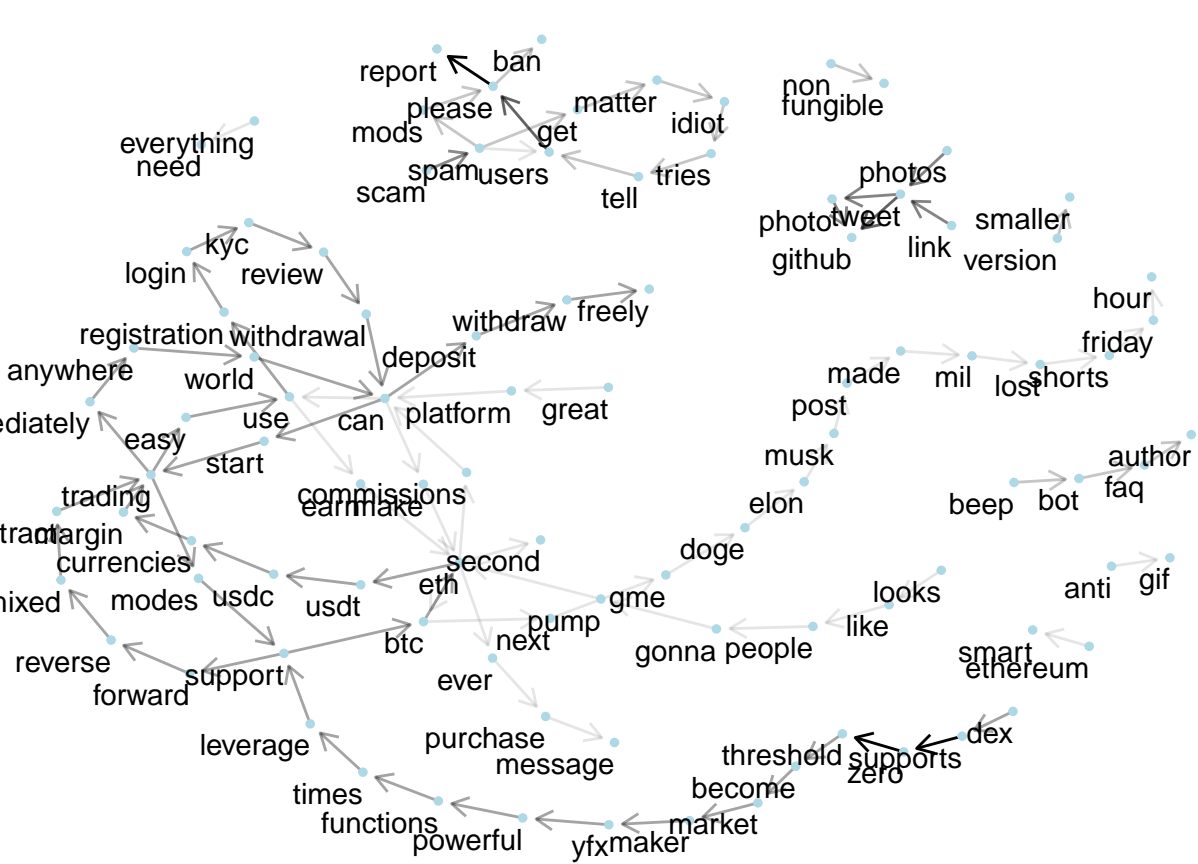 ban
report
non
matter
please
fungible
idiot
get
mods
everything
need
photos
spam
users
tries
scam
tell
photo
tweet
smaller
kyc
link
github
version
login
review
hour
freely
withdraw
registration
withdrawal
friday
deposit
anywhere
world
made
mil
lost
shorts
post
great
platform
can
use
ediately
easy
musk
author
start
faq
trading
commissions
earn
make
elon
beep
bot
tract
margin
doge
second
currencies
eth
anti
gif
looks
usdc
modes
usdt
gme
ixed
pump
like
btc
next
gonna
people
smart
reverse
ethereum
support
ever
forward
dex
purchase
leverage
threshold
supports
message
zero
become
times
functions
market
powerful
maker
yfx